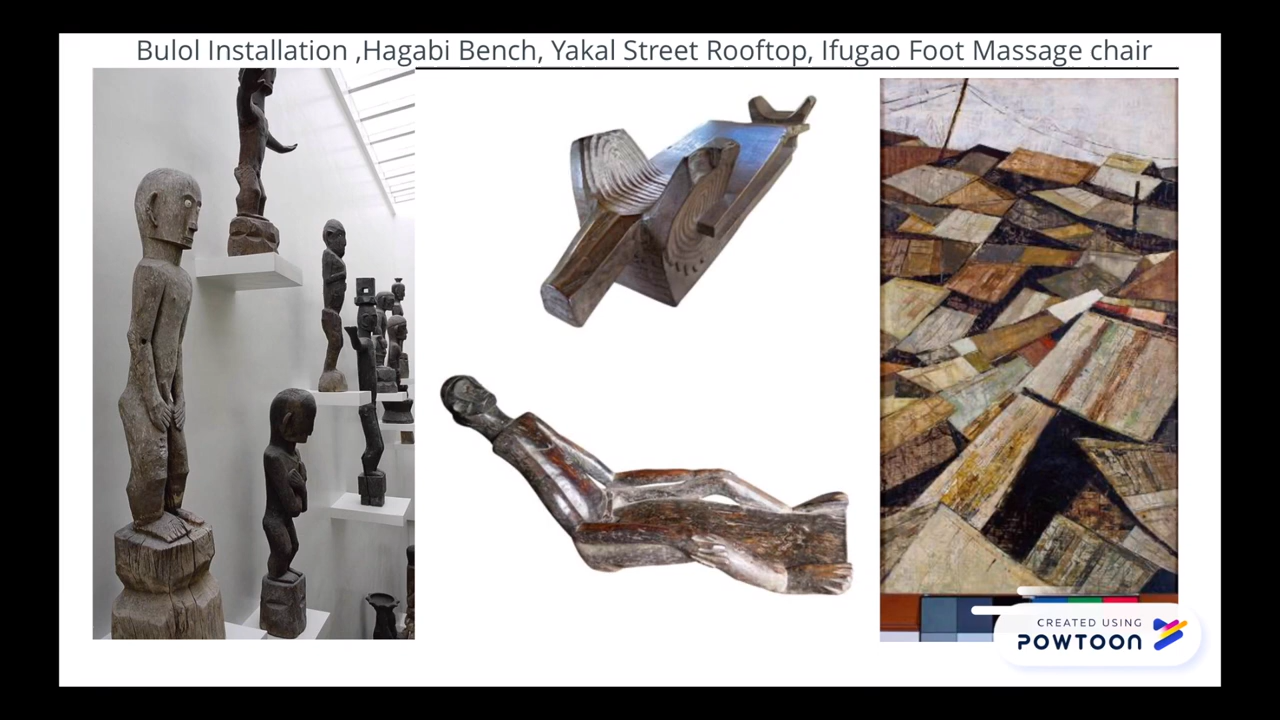 Bulol Installation ,Hagabi Bench, Yakal Street Rooftop, Ifugao Foot Massage chair
CREATED USING
POWTOON